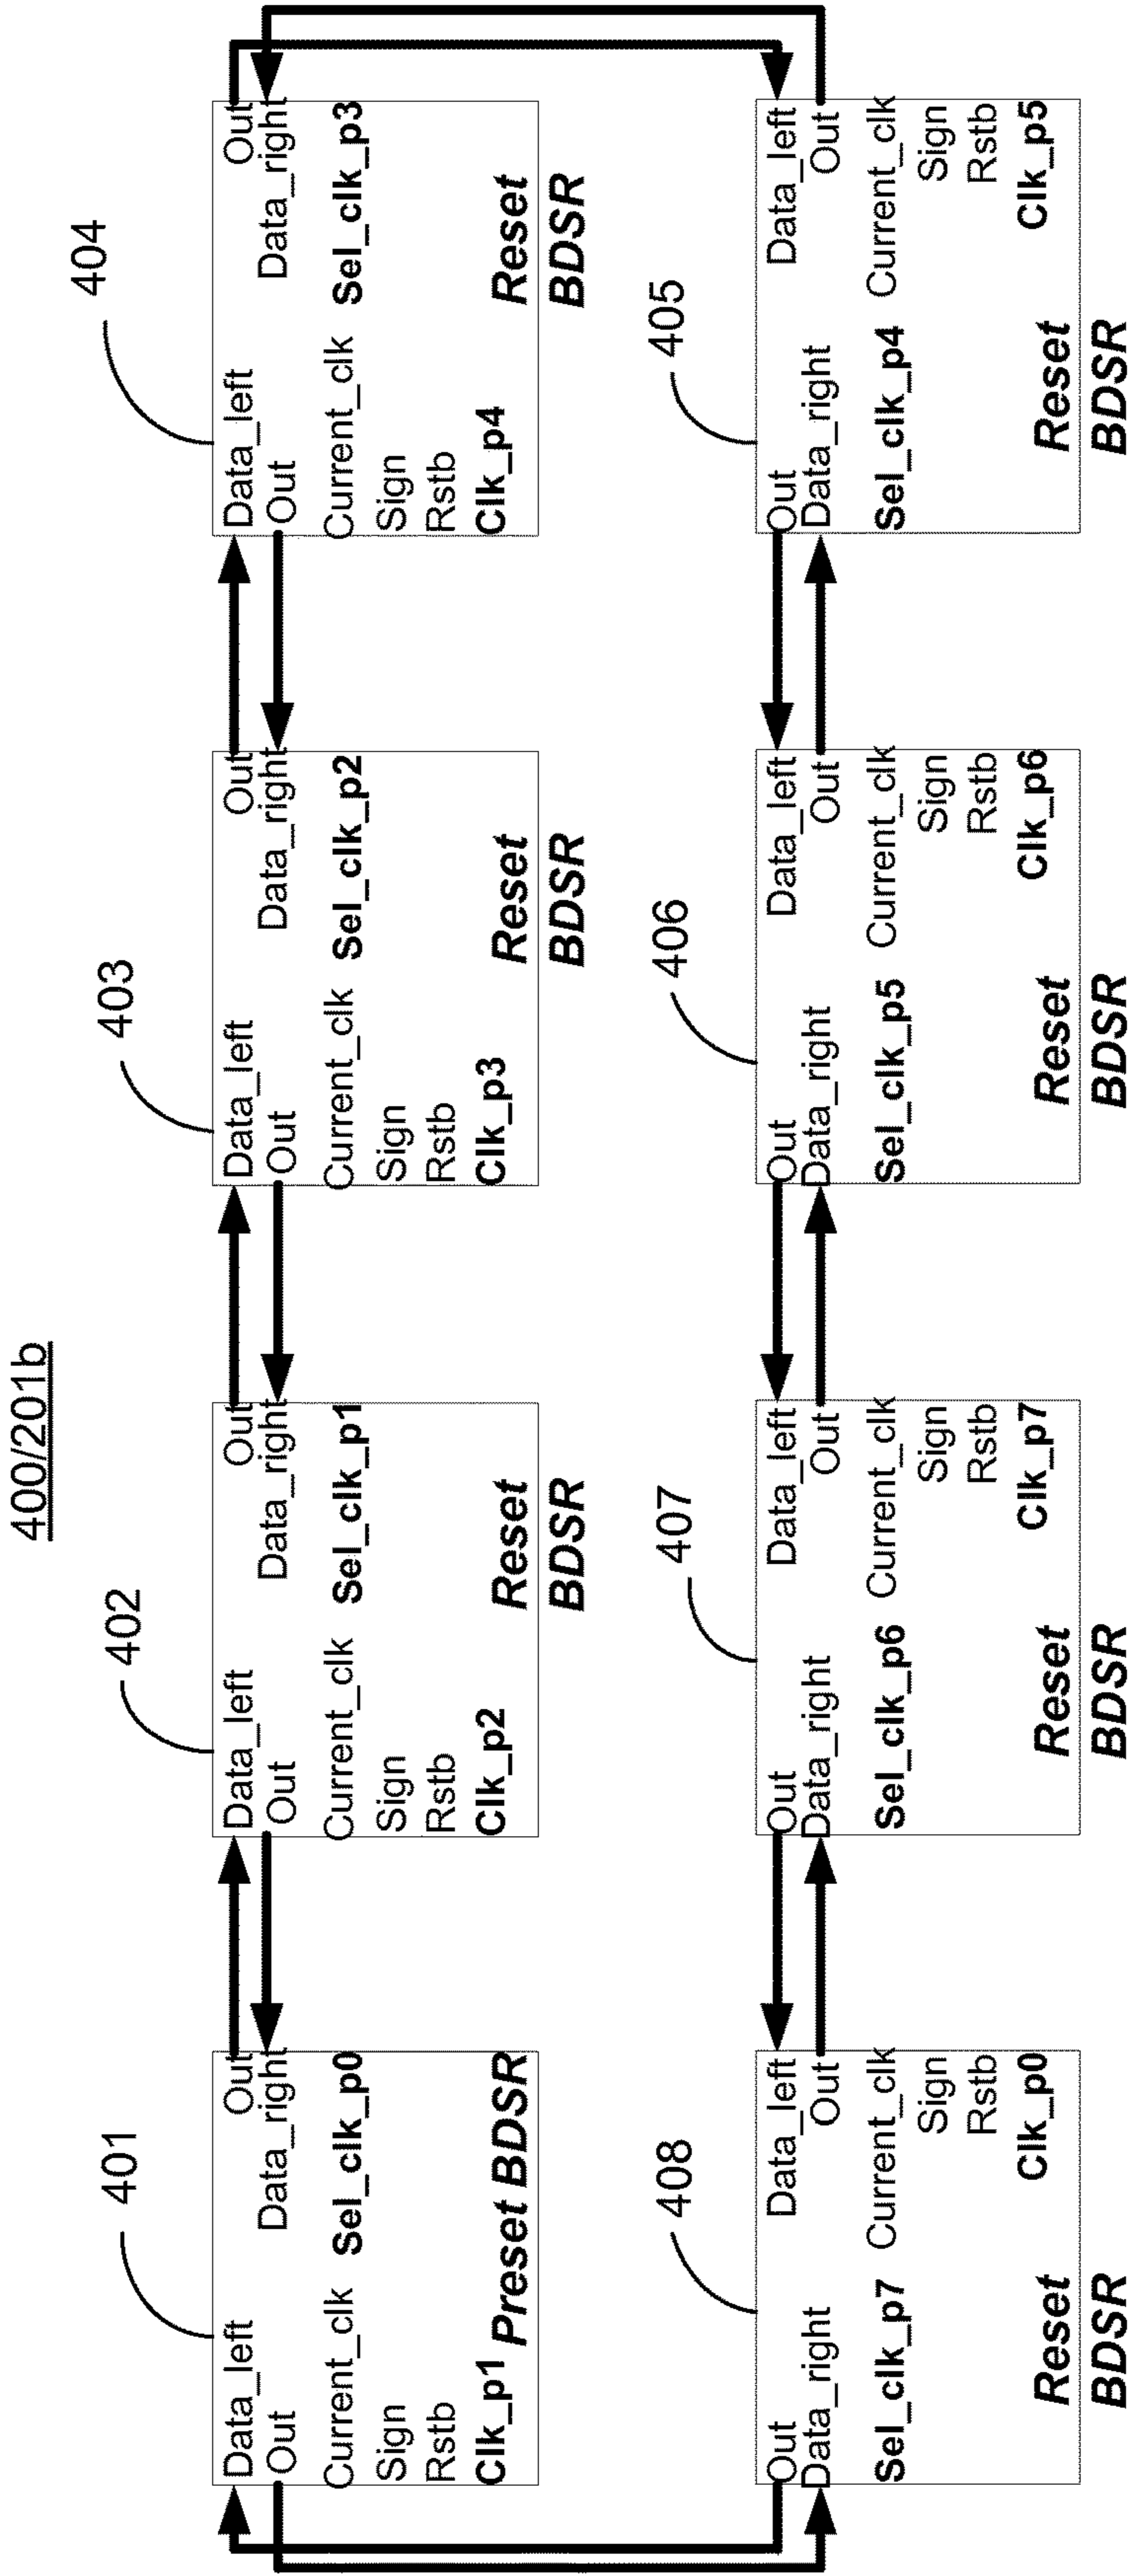 400/201b
401
Data_left
Out
Out
Data_right
Current_clk
Sel_clk_p0
Sign
Rstb
Clk_p1
Preset BDSR
402
Data_left
Out
Out
Data_right
Current_clk
Sel_clk_p1
Sign
Rstb
Clk_p2
Reset
BDSR
403
Data_left
Out
Out
Data_right
Current_clk
Sel_clk_p2
Sign
Rstb
Clk_p3
Reset
BDSR
404
Data_left
Out
Out
Data_right
Current_clk
Sel_clk_p3
Sign
Rstb
Clk_p4
Reset
BDSR
408
Out
Data_left
Data_right
Out
Sel_clk_p7
Current_clk
Sign
Rstb
Clk_p0
Reset
BDSR
407
Out
Data_left
Data_right
Out
Sel_clk_p6
Current_clk
Sign
Rstb
Clk_p7
Reset
BDSR
406
Out
Data_left
Data_right
Out
Sel_clk_p5
Current_clk
Sign
Rstb
Clk_p6
Reset
BDSR
405
Out
Data_left
Data_right
Out
Sel_clk_p4
Current_clk
Sign
Rstb
Clk_p5
Reset
BDSR